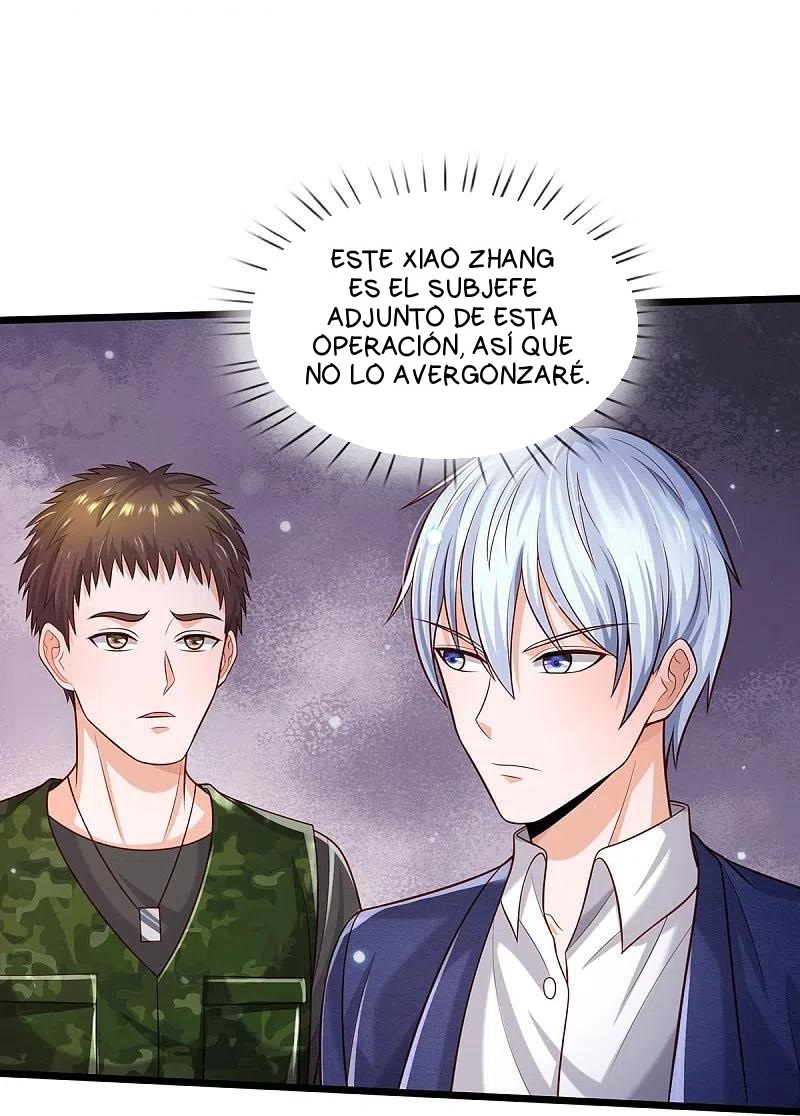 ESTE XIAO ZHANG
ES EL SUBJEFE
ADJUNTO DE ESTA
OPERACIÓN, ASÍ QUE
NO LO AVERGONZARÉ.